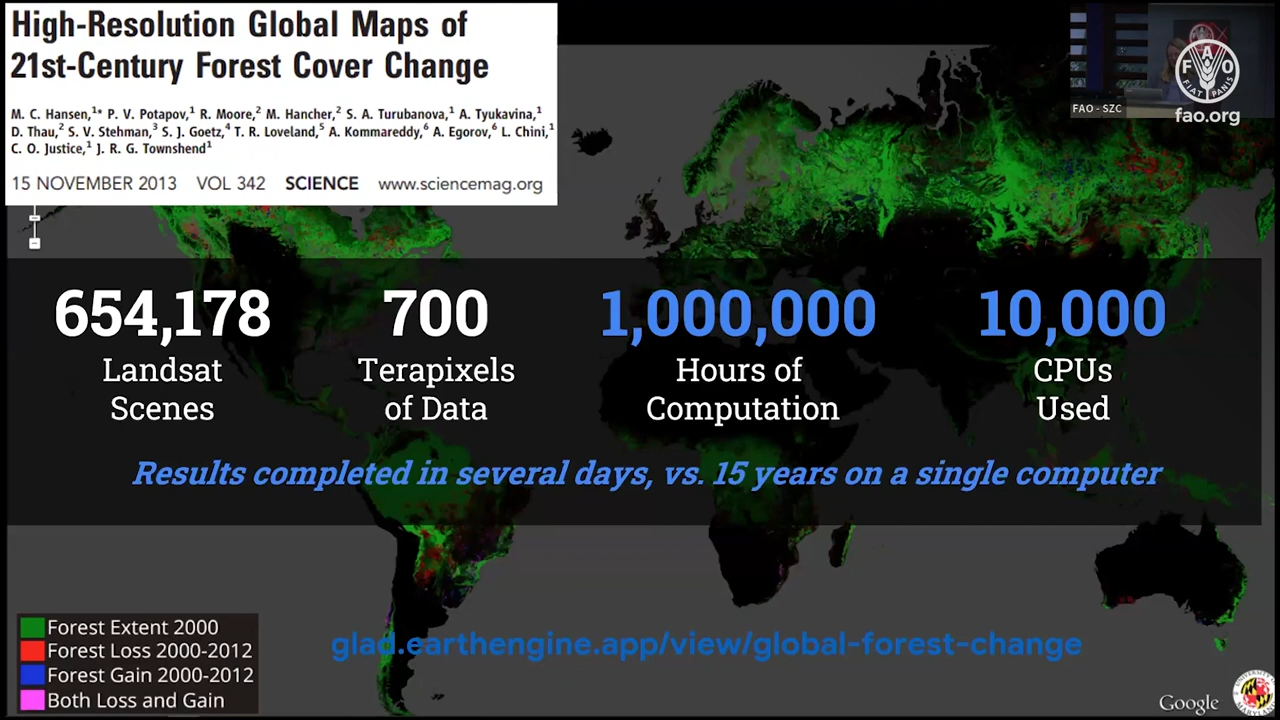 High-Resolution Global Maps of
21st-Century Forest Cover Change
M. C. Hansen,¹* P. V. Potapov,¹ R. Moore,² M. Hancher,² S. A. Turubanova,¹ A. Tyukavina,¹
D. Thau,² S. V. Stehman,³ S. J. Goetz,⁴ T. R. Loveland,⁵ A. Kommareddy,⁶ A. Egorov,⁶ L. Chini,¹
C. O. Justice,¹ J. R. G. Townshend¹
15 NOVEMBER 2013 VOL 342 SCIENCE www.sciencemag.org
FAO - SZC
F A O
FIAT PANIS
fao.org
654,178
Landsat
Scenes
700
Terapixels
of Data
1,000,000
Hours of
Computation
10,000
CPUs
Used
Results completed in several days, vs. 15 years on a single computer
Forest Extent 2000
Forest Loss 2000-2012
Forest Gain 2000-2012
Both Loss and Gain
glad.earthengine.app/view/global-forest-change
Google